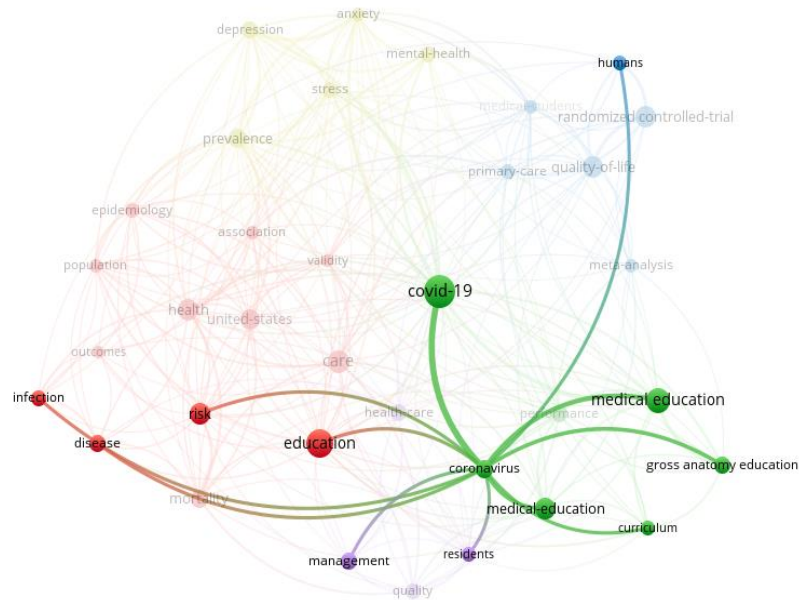 anxiety
depression
mental-health
humans
stress
medical-students
randomized controlled-trial
prevalence
primary-care
quality-of-life
epidemiology
association
population
validity
meta-analysis
covid-19
health
united-states
outcomes
care
infection
risk
health-care
performance
medical education
disease
education
coronavirus
gross anatomy education
mortality
medical-education
curriculum
management
residents
quality